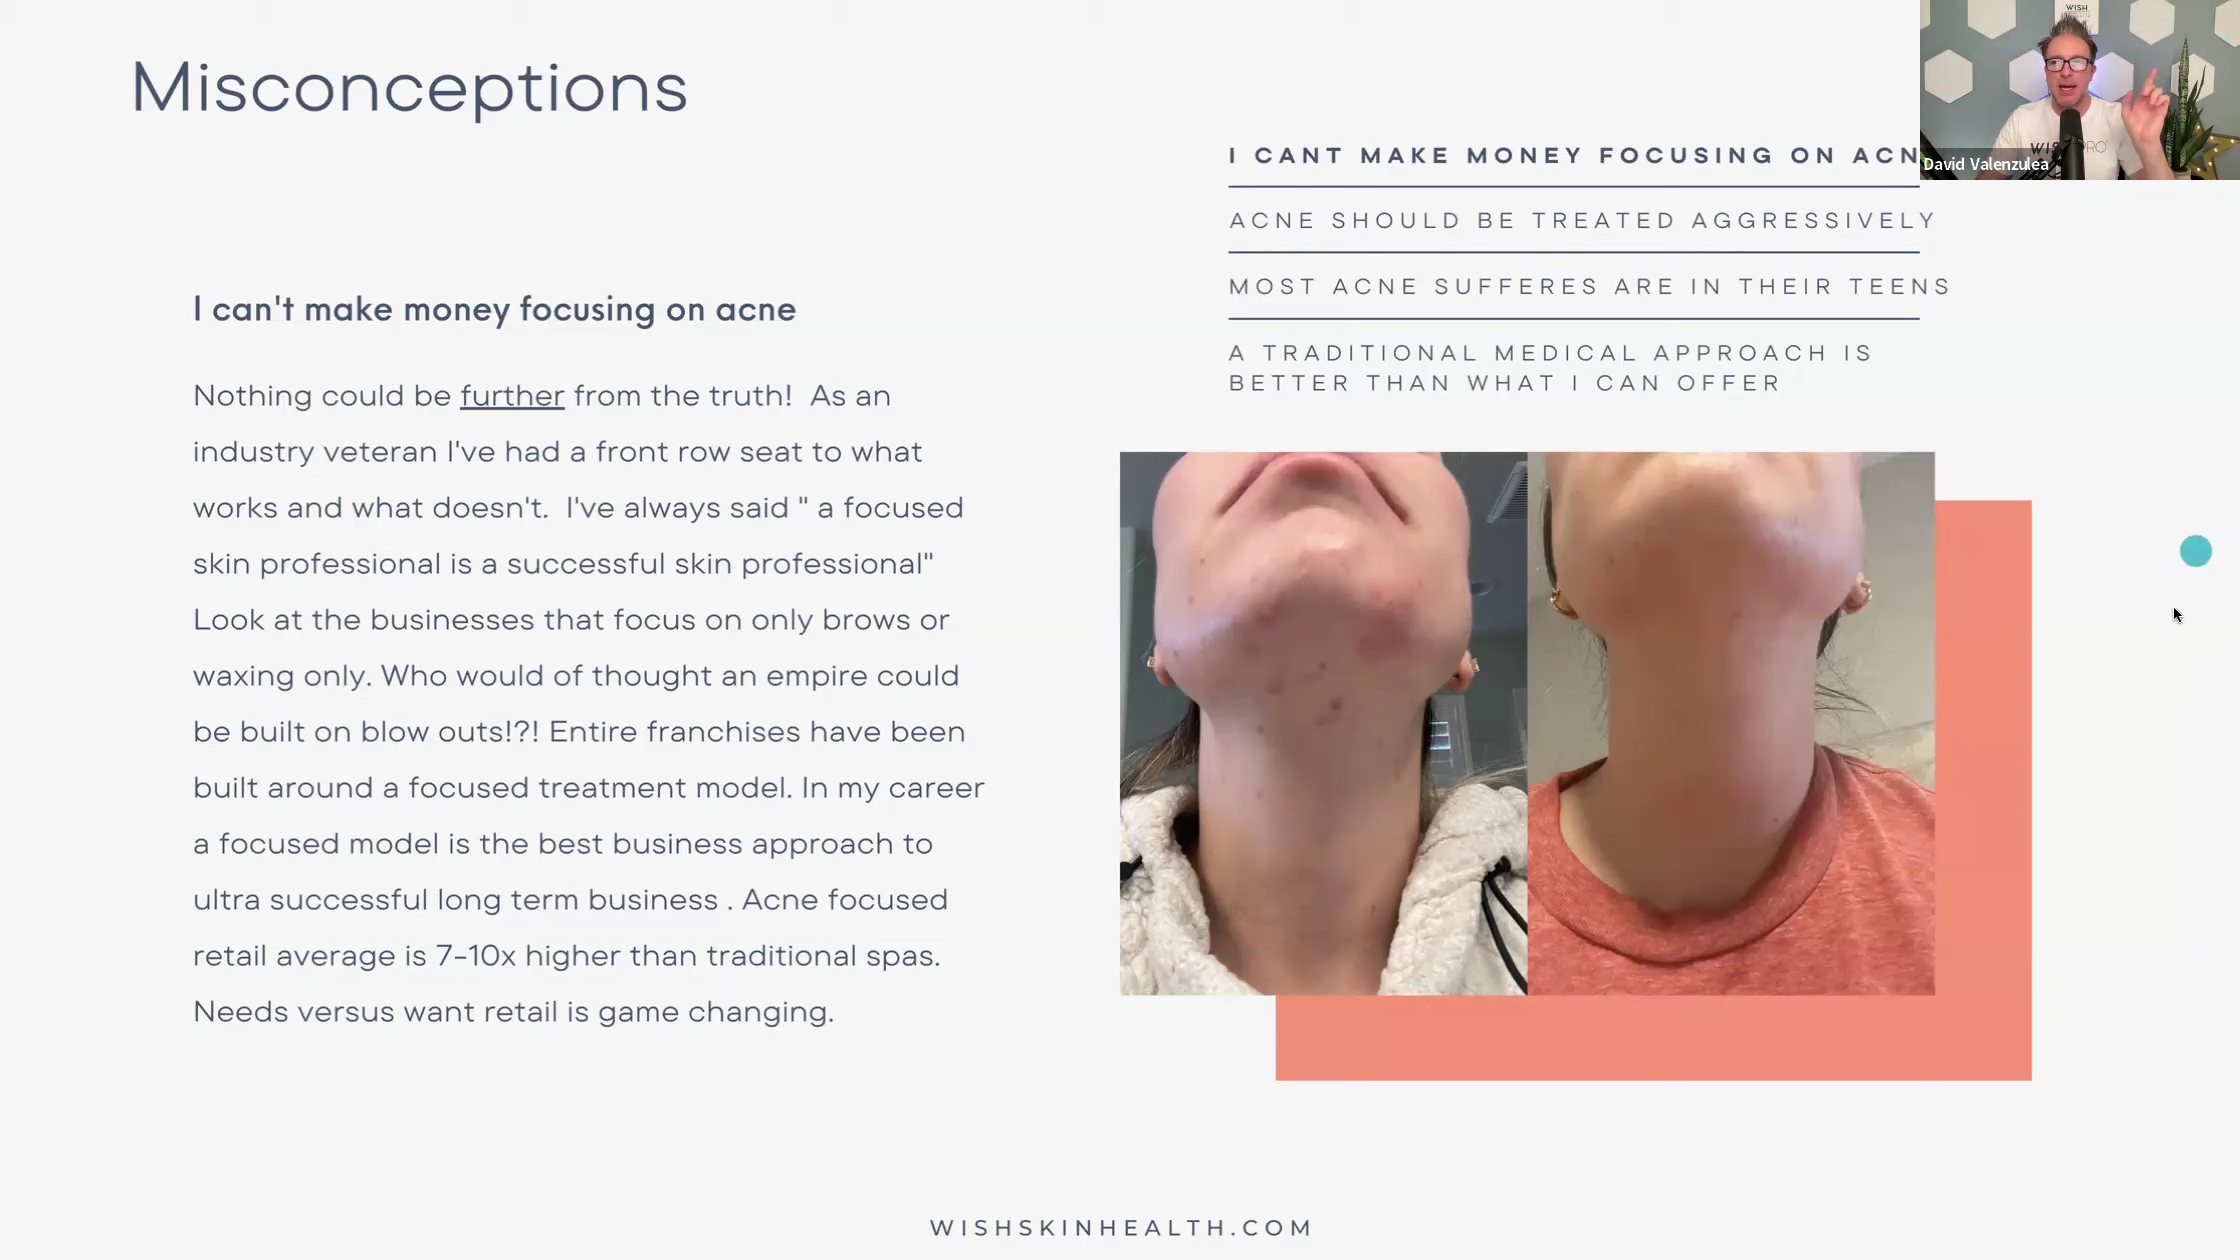 Misconceptions
I CANT MAKE MONEY FOCUSING ON ACN
ACNE SHOULD BE TREATED AGGRESSIVELY
MOST ACNE SUFFERES ARE IN THEIR TEENS
A TRADITIONAL MEDICAL APPROACH IS
BETTER THAN WHAT I CAN OFFER
WISH
David Valenzulea
I can't make money focusing on acne
Nothing could be further from the truth!  As an
industry veteran I've had a front row seat to what
works and what doesn't.  I've always said " a focused
skin professional is a successful skin professional"
Look at the businesses that focus on only brows or
waxing only. Who would of thought an empire could
be built on blow outs!?! Entire franchises have been
built around a focused treatment model. In my career
a focused model is the best business approach to
ultra successful long term business . Acne focused
retail average is 7-10x higher than traditional spas.
Needs versus want retail is game changing.
WISHSKINHEALTH.COM